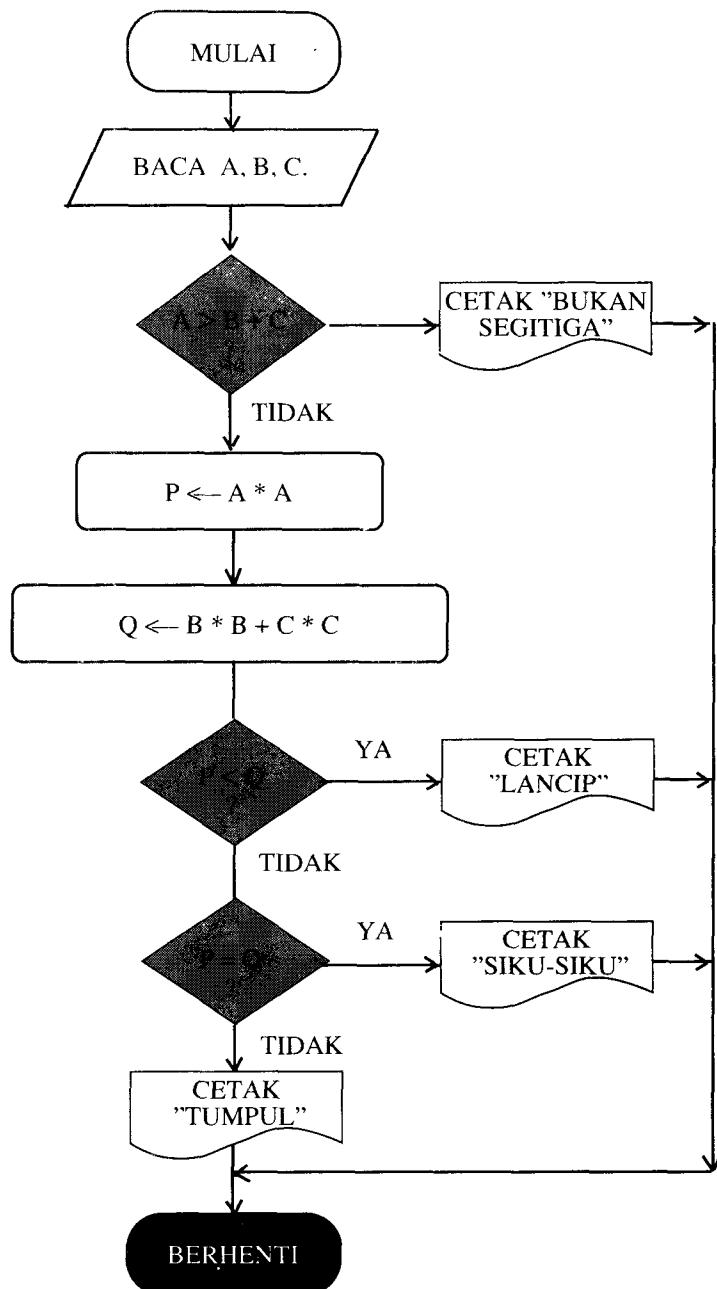 MULAI
BACA A, B, C.
A > B + C
?
CETAK "BUKAN
SEGITIGA"
TIDAK
P ← A * A
Q ← B * B + C * C
P < Q
?
YA
CETAK
"LANCIP"
TIDAK
P = Q
?
YA
CETAK
"SIKU-SIKU"
TIDAK
CETAK
"TUMPUL"
BERHENTI